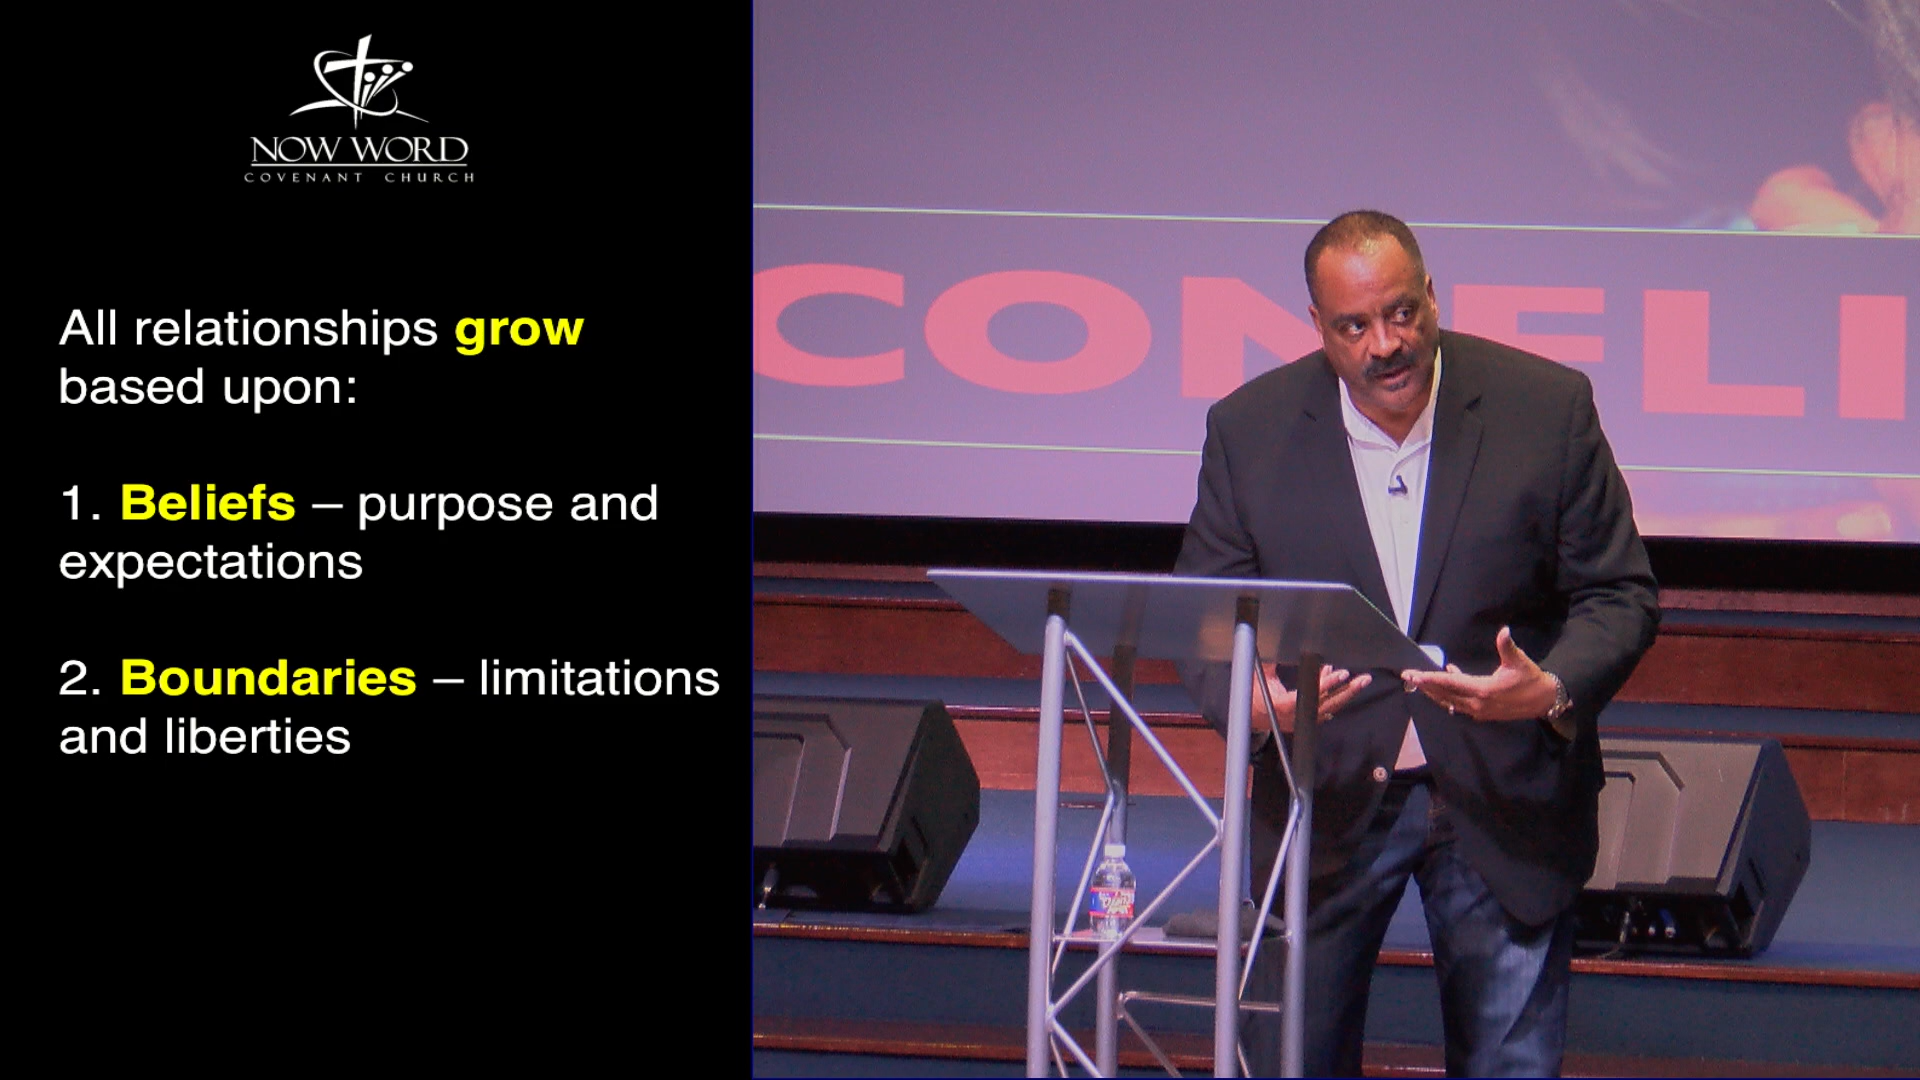 NOW WORD
COVENANT CHURCH
All relationships grow
based upon:
1. Beliefs – purpose and
expectations
2. Boundaries – limitations
and liberties
CONFLI